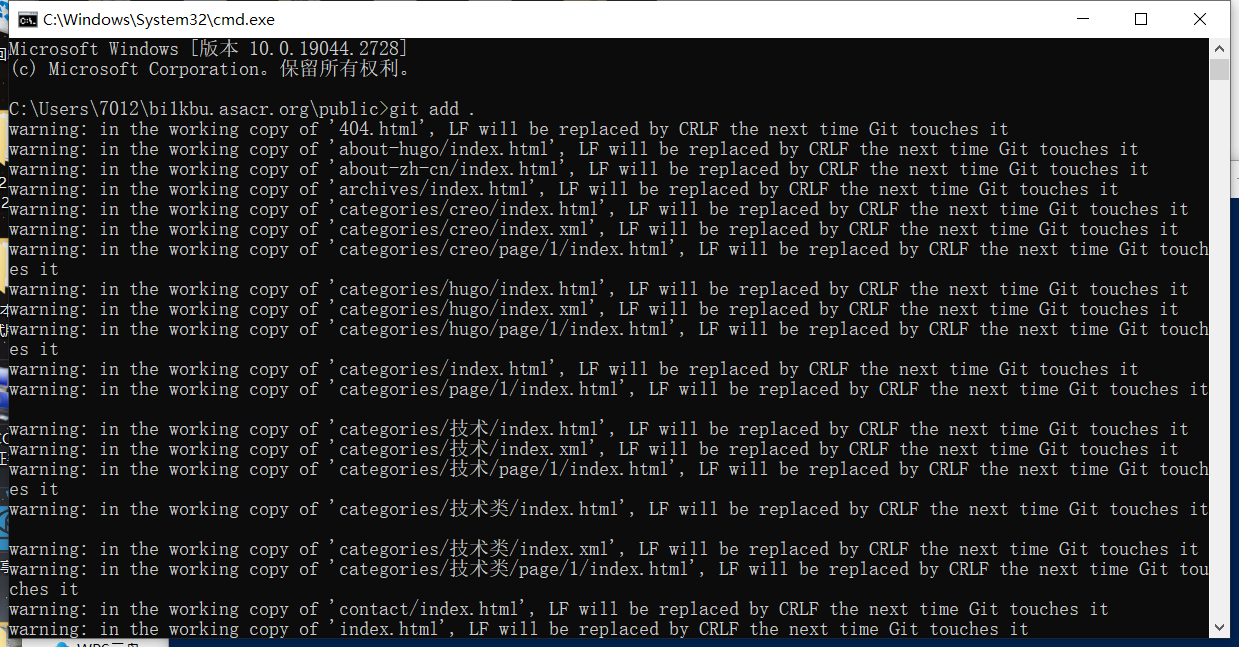 C:\Windows\System32\cmd.exe
Microsoft Windows [版本 10.0.19044.2728]
(c) Microsoft Corporation。保留所有权利。
C:\Users\7012\bilkbu.asacr.org\public>git add .
warning: in the working copy of '404.html', LF will be replaced by CRLF the next time Git touches it
warning: in the working copy of 'about-hugo/index.html', LF will be replaced by CRLF the next time Git touches it
warning: in the working copy of 'about-zh-cn/index.html', LF will be replaced by CRLF the next time Git touches it
warning: in the working copy of 'archives/index.html', LF will be replaced by CRLF the next time Git touches it
warning: in the working copy of 'categories/creo/index.html', LF will be replaced by CRLF the next time Git touches it
warning: in the working copy of 'categories/creo/index.xml', LF will be replaced by CRLF the next time Git touches it
warning: in the working copy of 'categories/creo/page/1/index.html', LF will be replaced by CRLF the next time Git touch
es it
warning: in the working copy of 'categories/hugo/index.html', LF will be replaced by CRLF the next time Git touches it
warning: in the working copy of 'categories/hugo/index.xml', LF will be replaced by CRLF the next time Git touches it
warning: in the working copy of 'categories/hugo/page/1/index.html', LF will be replaced by CRLF the next time Git touch
es it
warning: in the working copy of 'categories/index.html', LF will be replaced by CRLF the next time Git touches it
warning: in the working copy of 'categories/page/1/index.html', LF will be replaced by CRLF the next time Git touches it
warning: in the working copy of 'categories/技术/index.html', LF will be replaced by CRLF the next time Git touches it
warning: in the working copy of 'categories/技术/index.xml', LF will be replaced by CRLF the next time Git touches it
warning: in the working copy of 'categories/技术/page/1/index.html', LF will be replaced by CRLF the next time Git touch
es it
warning: in the working copy of 'categories/技术类/index.html', LF will be replaced by CRLF the next time Git touches it
warning: in the working copy of 'categories/技术类/index.xml', LF will be replaced by CRLF the next time Git touches it
warning: in the working copy of 'categories/技术类/page/1/index.html', LF will be replaced by CRLF the next time Git tou
ches it
warning: in the working copy of 'contact/index.html', LF will be replaced by CRLF the next time Git touches it
warning: in the working copy of 'index.html', LF will be replaced by CRLF the next time Git touches it